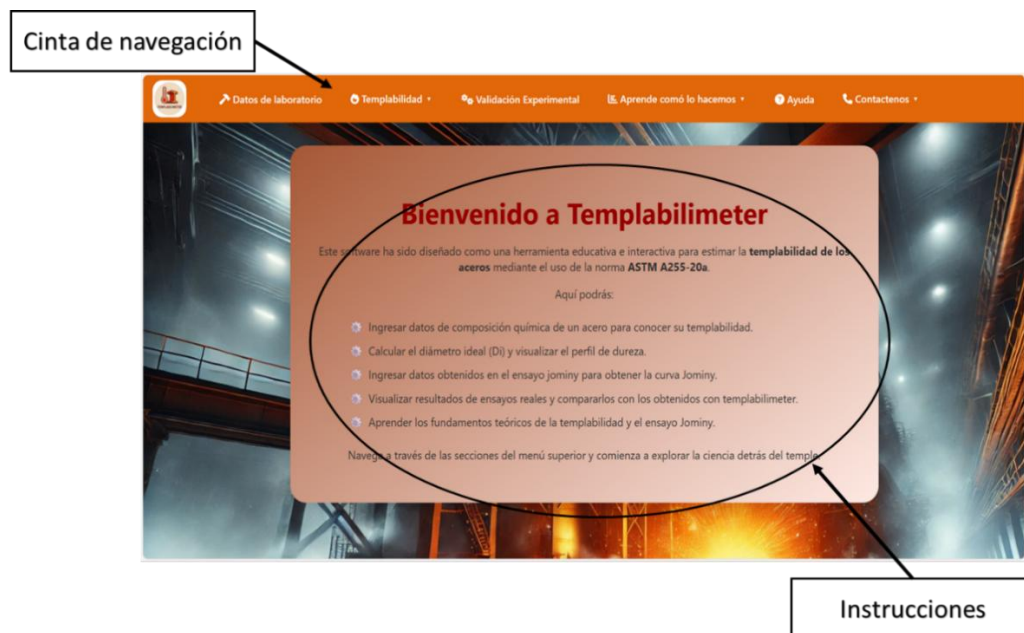 Cinta de navegación
Datos de laboratorio Templabilidad Validación Experimental Aprende comó lo hacemos Ayuda Contactenos
Bienvenido a Templabilimeter
Este software ha sido diseñado como una herramienta educativa e interactiva para estimar la templabilidad de los
aceros mediante el uso de la norma ASTM A255-20a.
Aquí podrás:
Ingresar datos de composición química de un acero para conocer su templabilidad.
Calcular el diámetro ideal (Di) y visualizar el perfil de dureza.
Ingresar datos obtenidos en el ensayo jominy para obtener la curva Jominy.
Visualizar resultados de ensayos reales y compararlos con los obtenidos con templabilimeter.
Aprender los fundamentos teóricos de la templabilidad y el ensayo Jominy.
Navega a través de las secciones del menú superior y comienza a explorar la ciencia detrás del temple.
Instrucciones